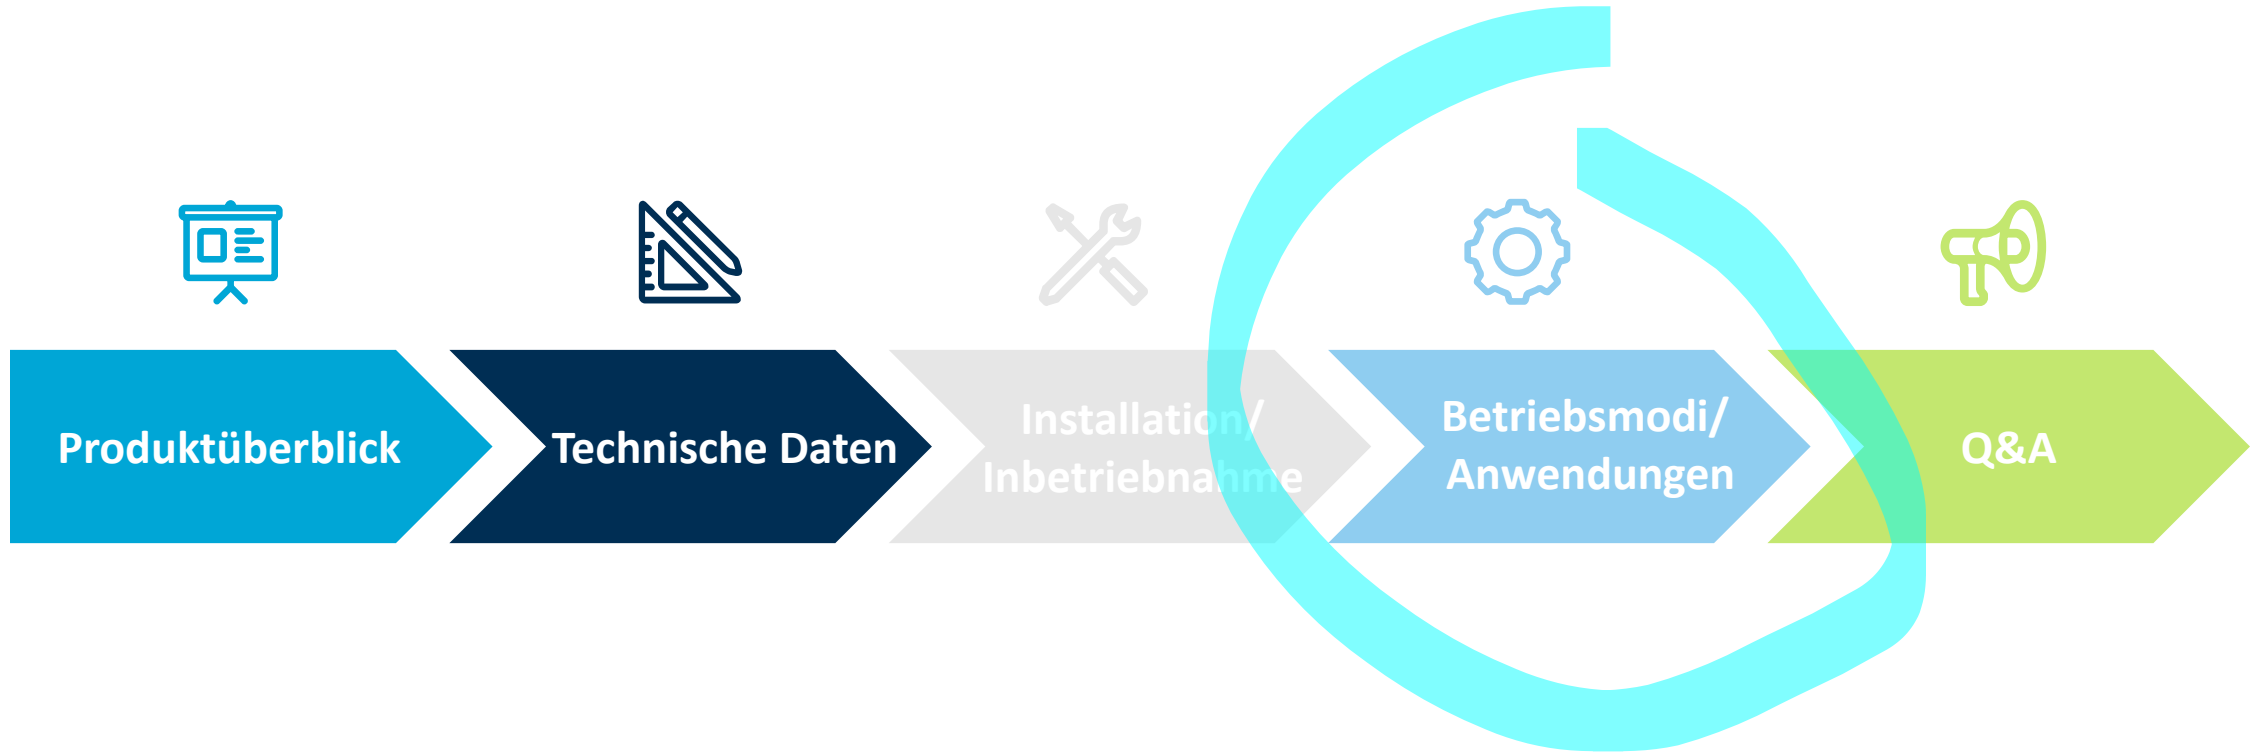 Produktüberblick
Technische Daten
Installation/
Inbetriebnahme
Betriebsmodi/
Anwendungen
Q&A